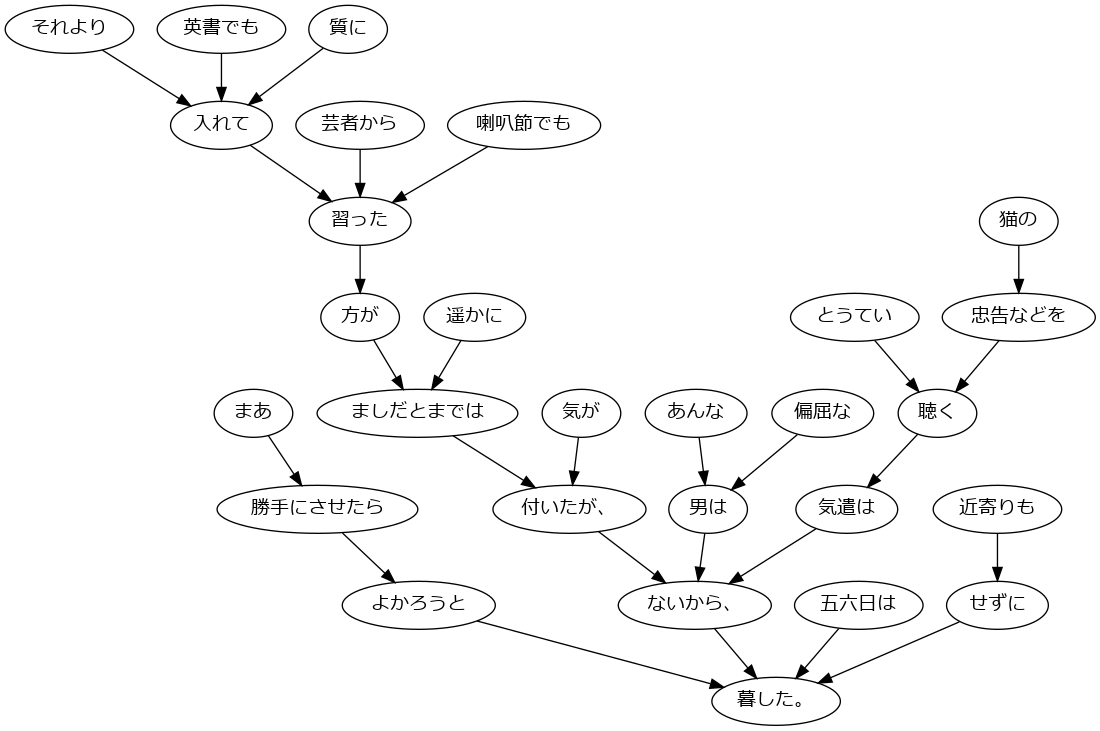 それより
英書でも
質に
入れて
芸者から
喇叭節でも
習った
猫の
方が
遥かに
とうてい
忠告などを
まあ
ましだとまでは
気が
あんな
偏屈な
聴く
勝手にさせたら
付いたが、
男は
気遣は
近寄りも
よかろうと
ないから、
五六日は
せずに
暮した。